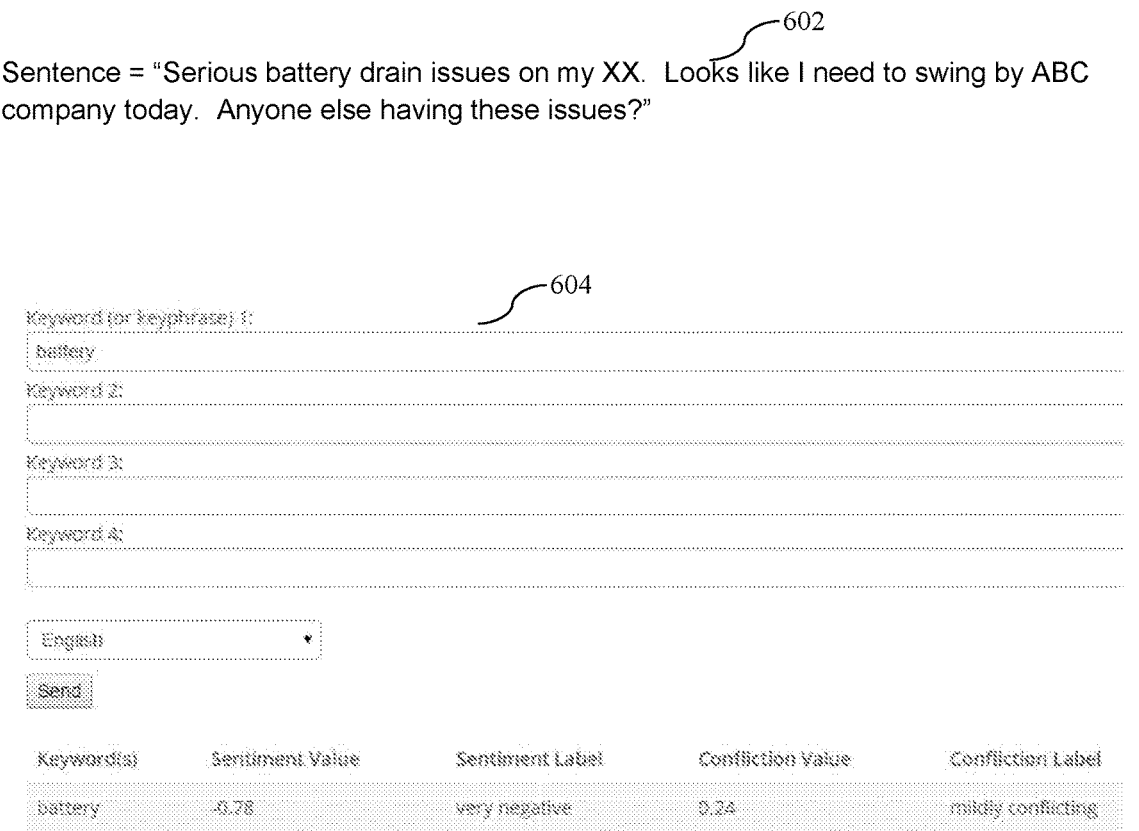 602
Sentence = “Serious battery drain issues on my XX.  Looks like I need to swing by ABC
company today.  Anyone else having these issues?”
604
Keyword (or keyphrase) 1:
battery
Keyword 2:
Keyword 3:
Keyword 4:
English
Send
Keyword(s) Sentiment Value Sentiment Label Confliction Value Confliction Label
battery -0.78 very negative 0.24 mildly conflicting